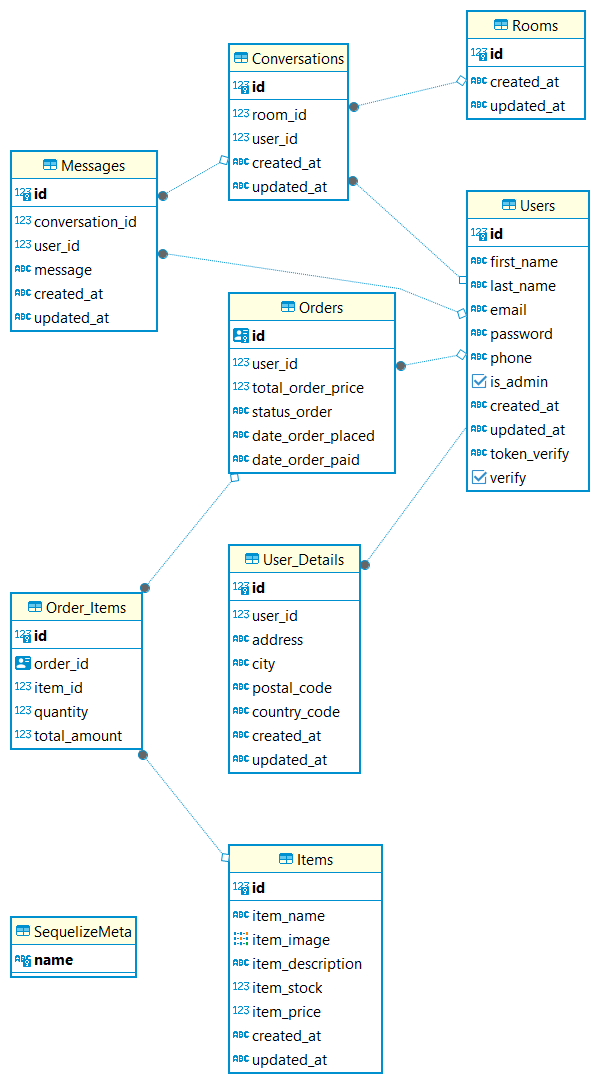 Rooms
123 id
ABC created_at
ABC updated_at
Conversations
123 id
123 room_id
123 user_id
ABC created_at
ABC updated_at
Messages
123 id
123 conversation_id
123 user_id
ABC message
ABC created_at
ABC updated_at
Users
123 id
ABC first_name
ABC last_name
ABC email
ABC password
ABC phone
is_admin
ABC created_at
ABC updated_at
ABC token_verify
verify
Orders
id
123 user_id
123 total_order_price
ABC status_order
ABC date_order_placed
ABC date_order_paid
User_Details
123 id
123 user_id
ABC address
ABC city
ABC postal_code
ABC country_code
ABC created_at
ABC updated_at
Order_Items
123 id
order_id
123 item_id
123 quantity
123 total_amount
Items
123 id
ABC item_name
item_image
ABC item_description
123 item_stock
123 item_price
ABC created_at
ABC updated_at
SequelizeMeta
ABC name